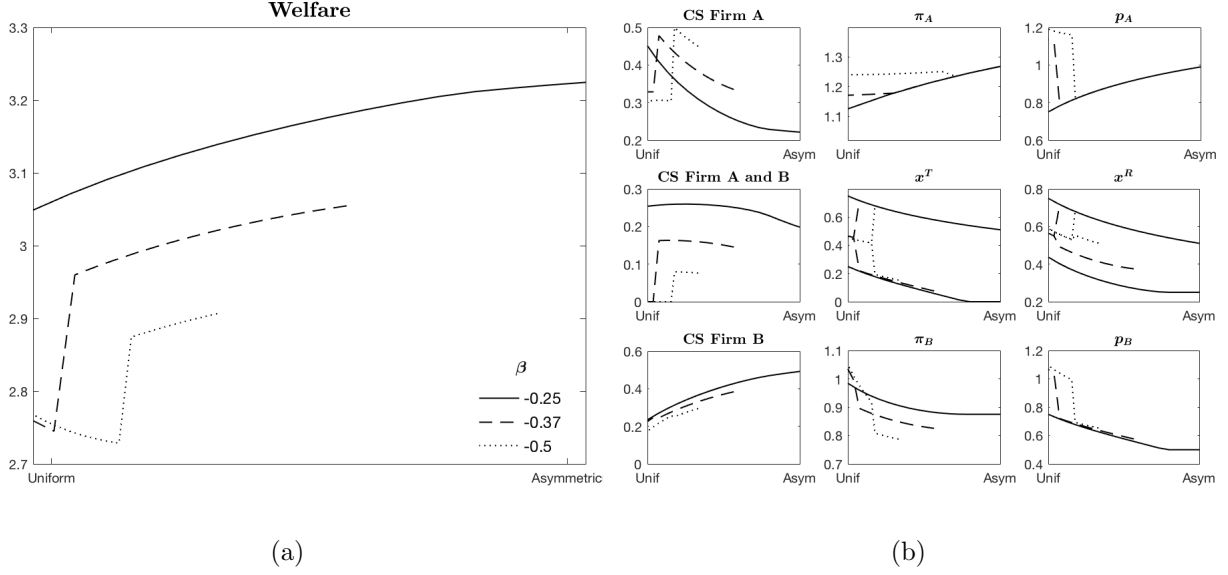 Welfare
3.3
3.2
3.1
3
2.9
2.8
2.7
Uniform
Asymmetric
β
-0.25
-0.37
-0.5
(a)
CS Firm A
0.5
0.4
0.3
0.2
Unif
Asym
π_A
1.3
1.2
1.1
Unif
Asym
p_A
1.2
1
0.8
0.6
Unif
Asym
CS Firm A and B
0.3
0.2
0.1
0
Unif
Asym
x^T
0.6
0.4
0.2
0
Unif
Asym
x^R
0.8
0.6
0.4
0.2
Unif
Asym
CS Firm B
0.6
0.4
0.2
0
Unif
Asym
π_B
1.1
1
0.9
0.8
0.7
Unif
Asym
p_B
1.2
1
0.8
0.6
0.4
Unif
Asym
(b)